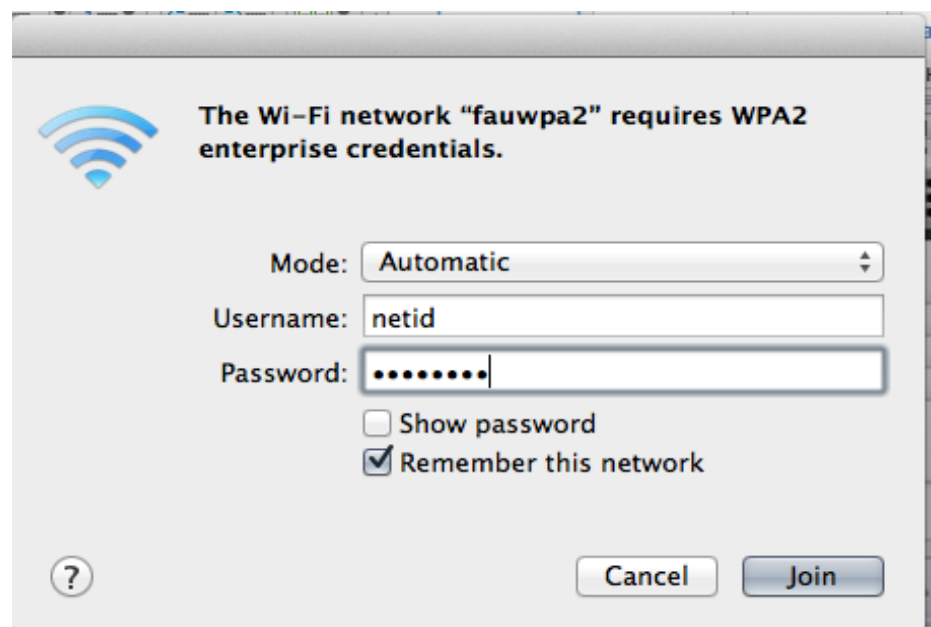 The Wi-Fi network “fauwpa2” requires WPA2
enterprise credentials.
Mode: Automatic
Username: netid
Password: ••••••••
Show password
Remember this network
? Cancel Join